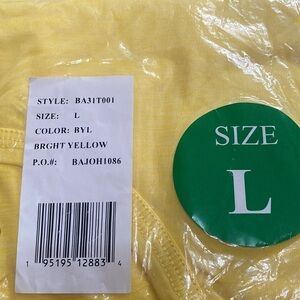 STYLE: BA31T001
SIZE: L
COLOR: BYL
BRGHT YELLOW
P.O.#: BAJOH1086
1 95195 12883 4
SIZE
L